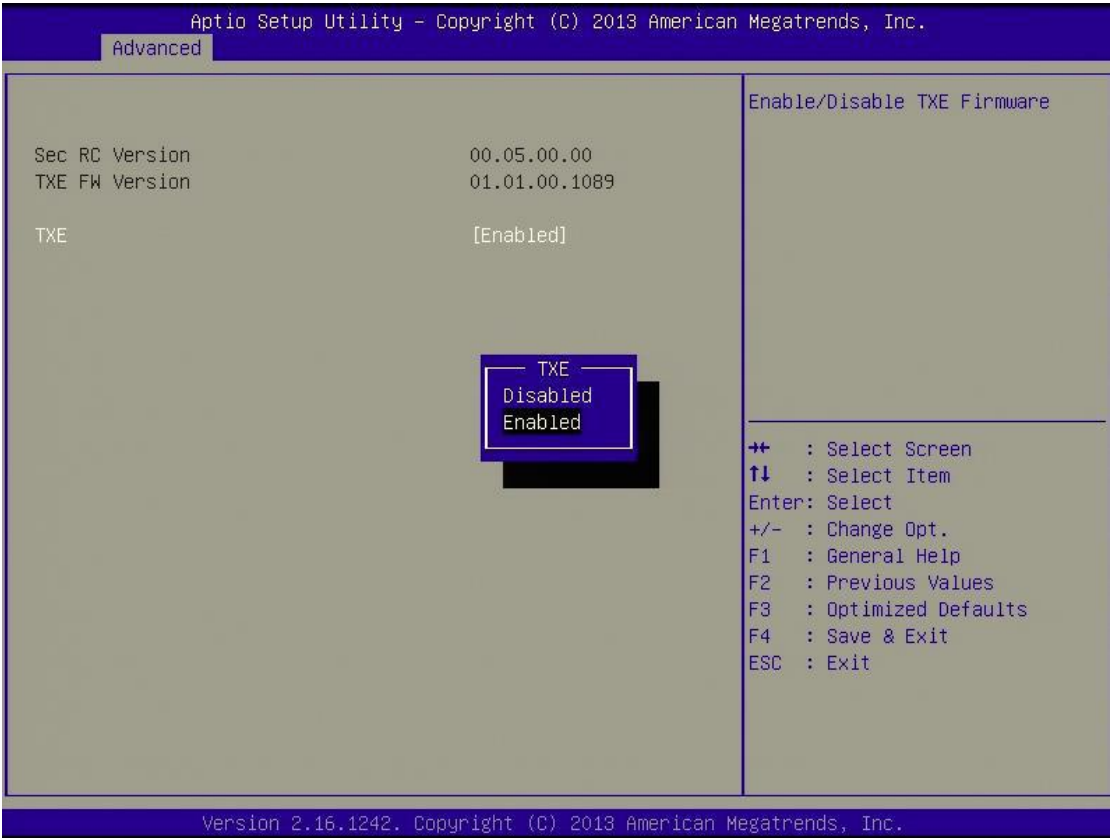 Aptio Setup Utility – Copyright (C) 2013 American Megatrends, Inc.
Advanced
Sec RC Version 00.05.00.00
TXE FW Version 01.01.00.1089
TXE [Enabled]
TXE
Disabled
Enabled
Enable/Disable TXE Firmware
→← : Select Screen
↑↓ : Select Item
Enter: Select
+/- : Change Opt.
F1 : General Help
F2 : Previous Values
F3 : Optimized Defaults
F4 : Save & Exit
ESC : Exit
Version 2.16.1242. Copyright (C) 2013 American Megatrends, Inc.